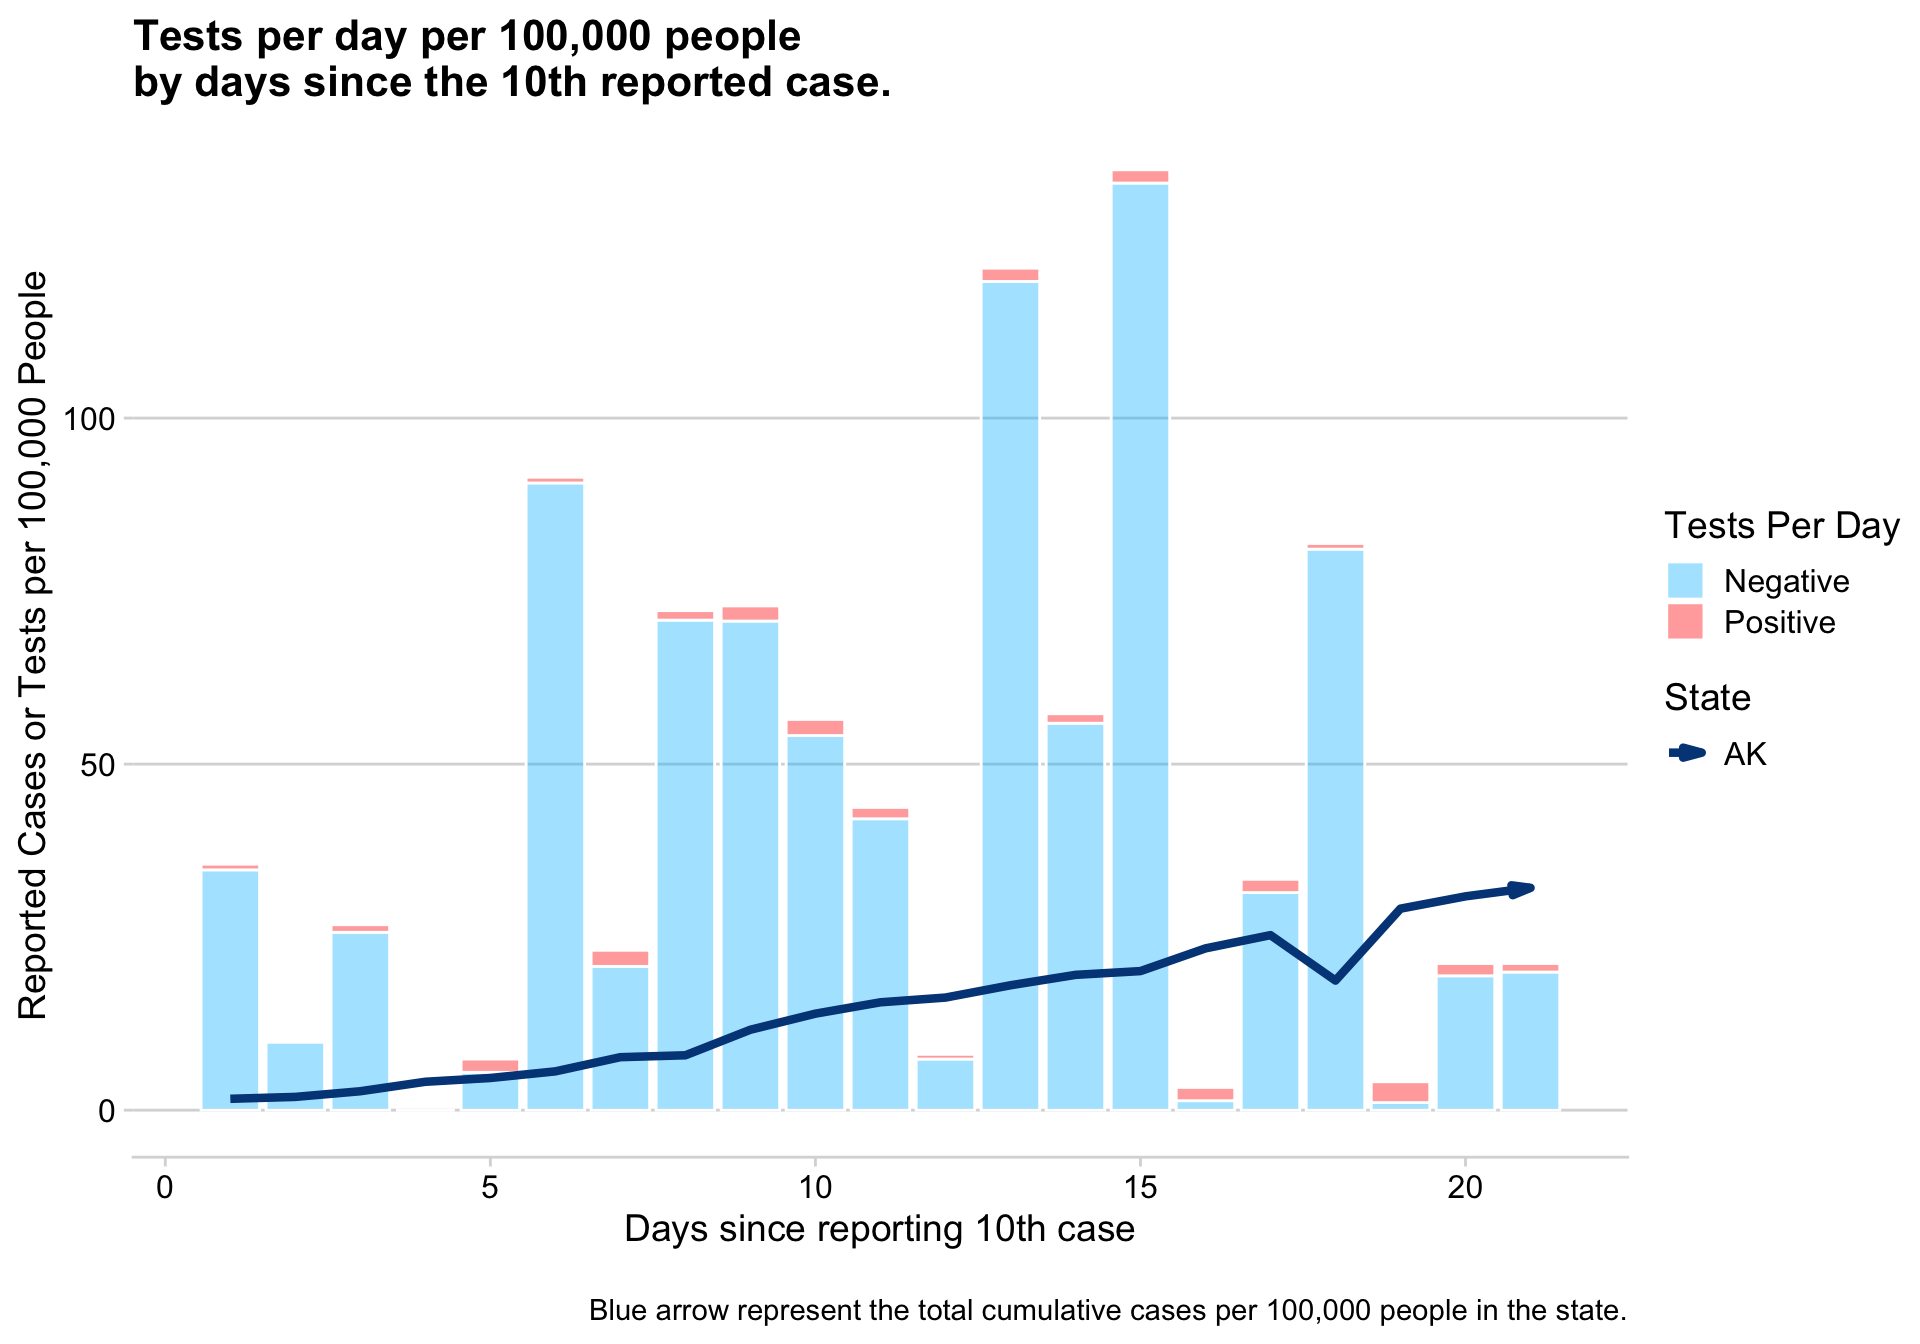 Tests per day per 100,000 people
by days since the 10th reported case.
Reported Cases or Tests per 100,000 People
100
50
0
0
5
10
15
20
Days since reporting 10th case
Tests Per Day
Negative
Positive
State
AK
Blue arrow represent the total cumulative cases per 100,000 people in the state.